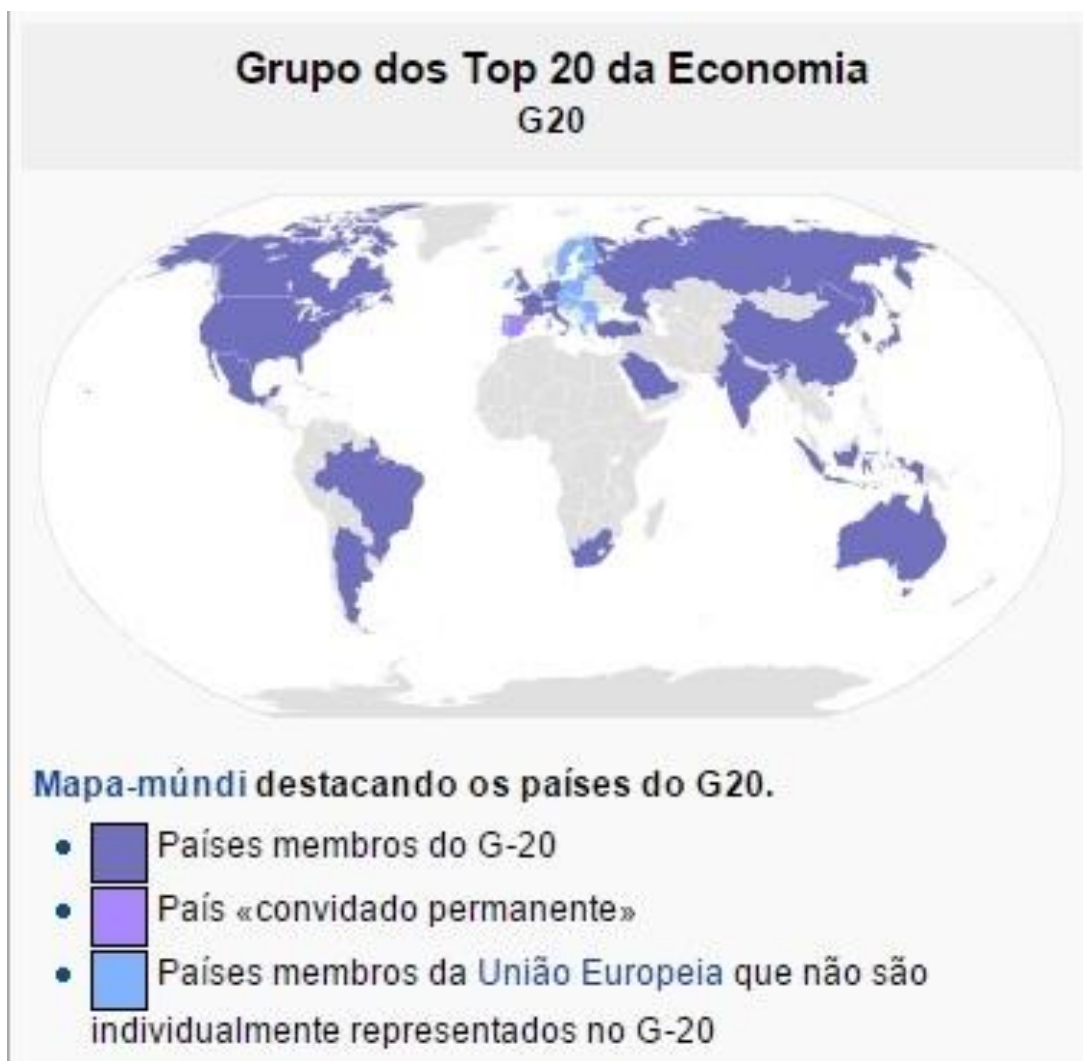 Grupo dos Top 20 da Economia
G20
Mapa-múndi destacando os países do G20.
Países membros do G-20
País «convidado permanente»
Países membros da União Europeia que não são
individualmente representados no G-20